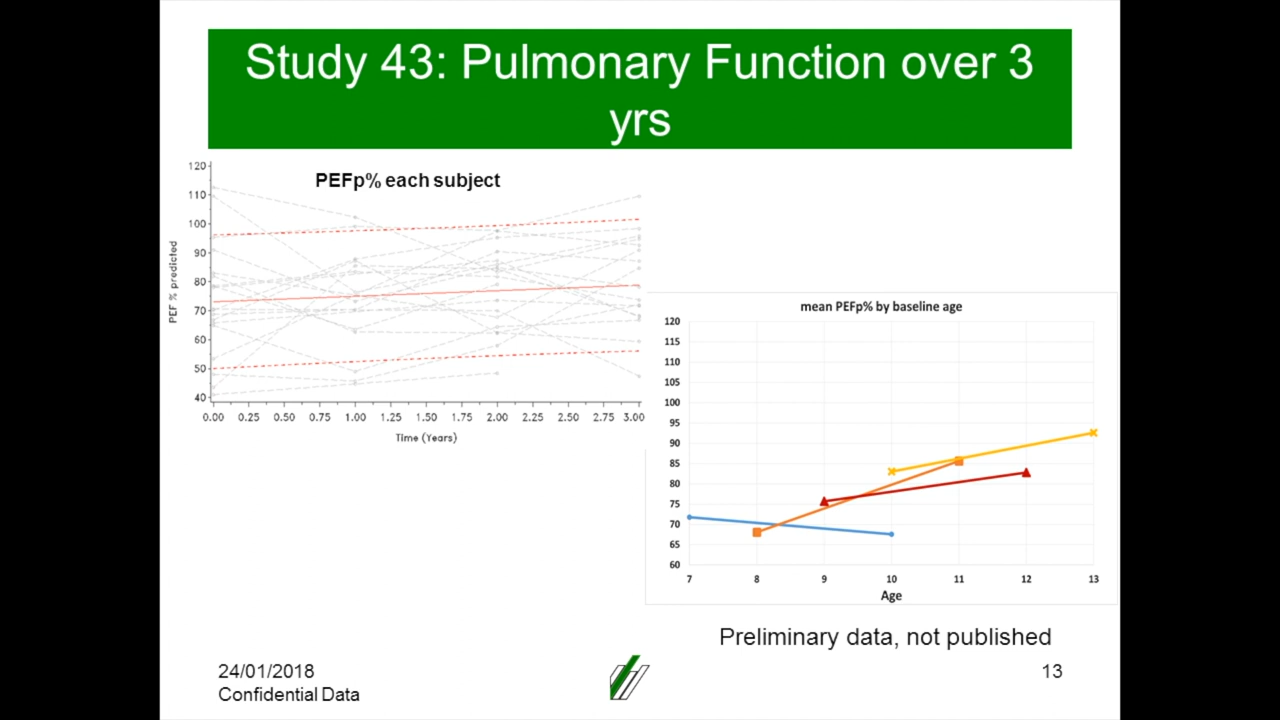 Study 43: Pulmonary Function over 3
yrs
PEFp% each subject
120
110
100
90
80
70
60
50
40
PEF % predicted
0.00 0.25 0.50 0.75 1.00 1.25 1.50 1.75 2.00 2.25 2.50 2.75 3.00
Time (Years)
mean PEFp% by baseline age
120
115
110
105
100
95
90
85
80
75
70
65
60
7 8 9 10 11 12 13
Age
Preliminary data, not published
24/01/2018
Confidential Data
13